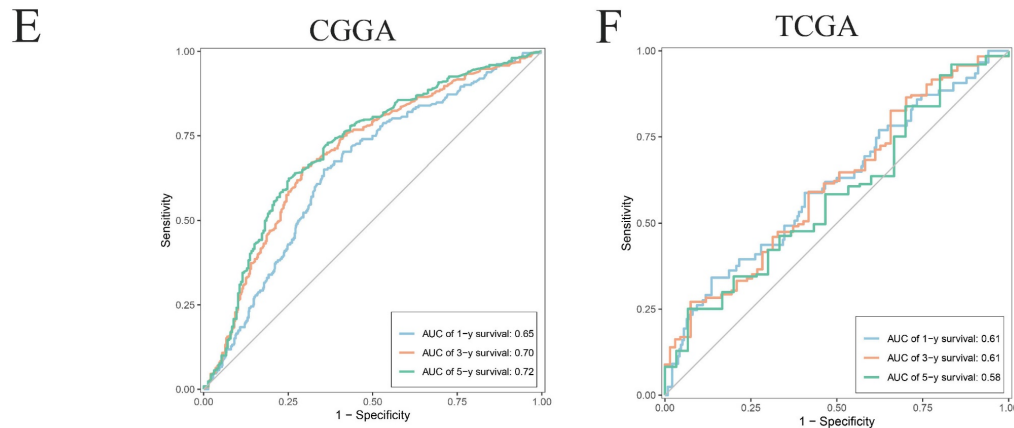 E
CGGA
1.00
0.75
0.50
0.25
0.00
Sensitivity
AUC of 1-y survival: 0.65
AUC of 3-y survival: 0.70
AUC of 5-y survival: 0.72
0.00 0.25 0.50 0.75 1.00
1 - Specificity
F
TCGA
1.00
0.75
0.50
0.25
0.00
Sensitivity
AUC of 1-y survival: 0.61
AUC of 3-y survival: 0.61
AUC of 5-y survival: 0.58
0.00 0.25 0.50 0.75 1.00
1 - Specificity